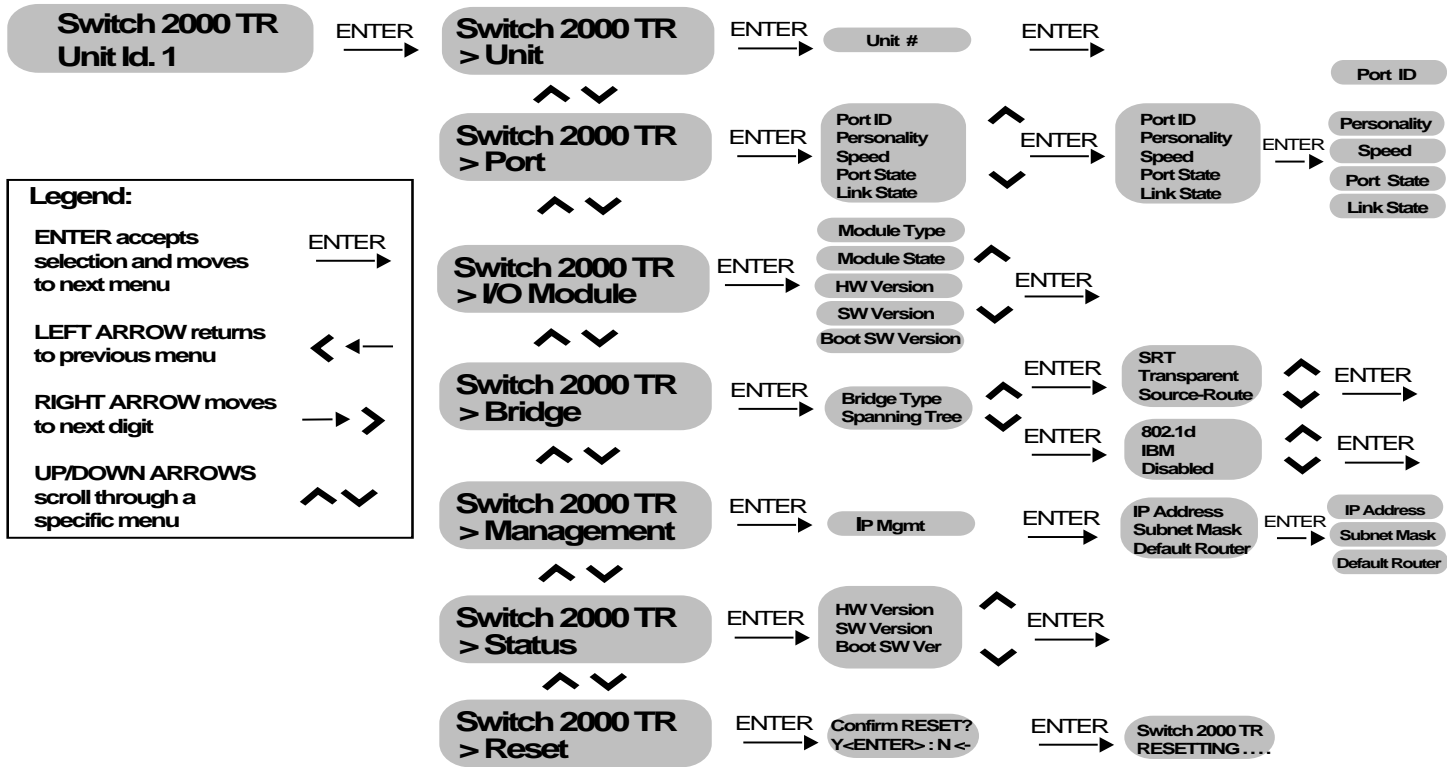 Switch 2000 TR
Unit Id. 1
ENTER
Switch 2000 TR
> Unit
ENTER
Unit #
ENTER
Switch 2000 TR
> Port
ENTER
Port ID
Personality
Speed
Port State
Link State
ENTER
Port ID
Personality
Speed
Port State
Link State
ENTER
Port ID
Personality
Speed
Port State
Link State
Legend:
ENTER accepts
selection and moves
to next menu
ENTER
LEFT ARROW returns
to previous menu
RIGHT ARROW moves
to next digit
UP/DOWN ARROWS
scroll through a
specific menu
Switch 2000 TR
> I/O Module
ENTER
Module Type
Module State
HW Version
SW Version
Boot SW Version
ENTER
Switch 2000 TR
> Bridge
ENTER
Bridge Type
Spanning Tree
ENTER
SRT
Transparent
Source-Route
ENTER
ENTER
802.1d
IBM
Disabled
ENTER
Switch 2000 TR
> Management
ENTER
IP Mgmt
ENTER
IP Address
Subnet Mask
Default Router
ENTER
IP Address
Subnet Mask
Default Router
Switch 2000 TR
> Status
ENTER
HW Version
SW Version
Boot SW Ver
ENTER
Switch 2000 TR
> Reset
ENTER
Confirm RESET?
Y<ENTER> : N <-
ENTER
Switch 2000 TR
RESETTING . . . .